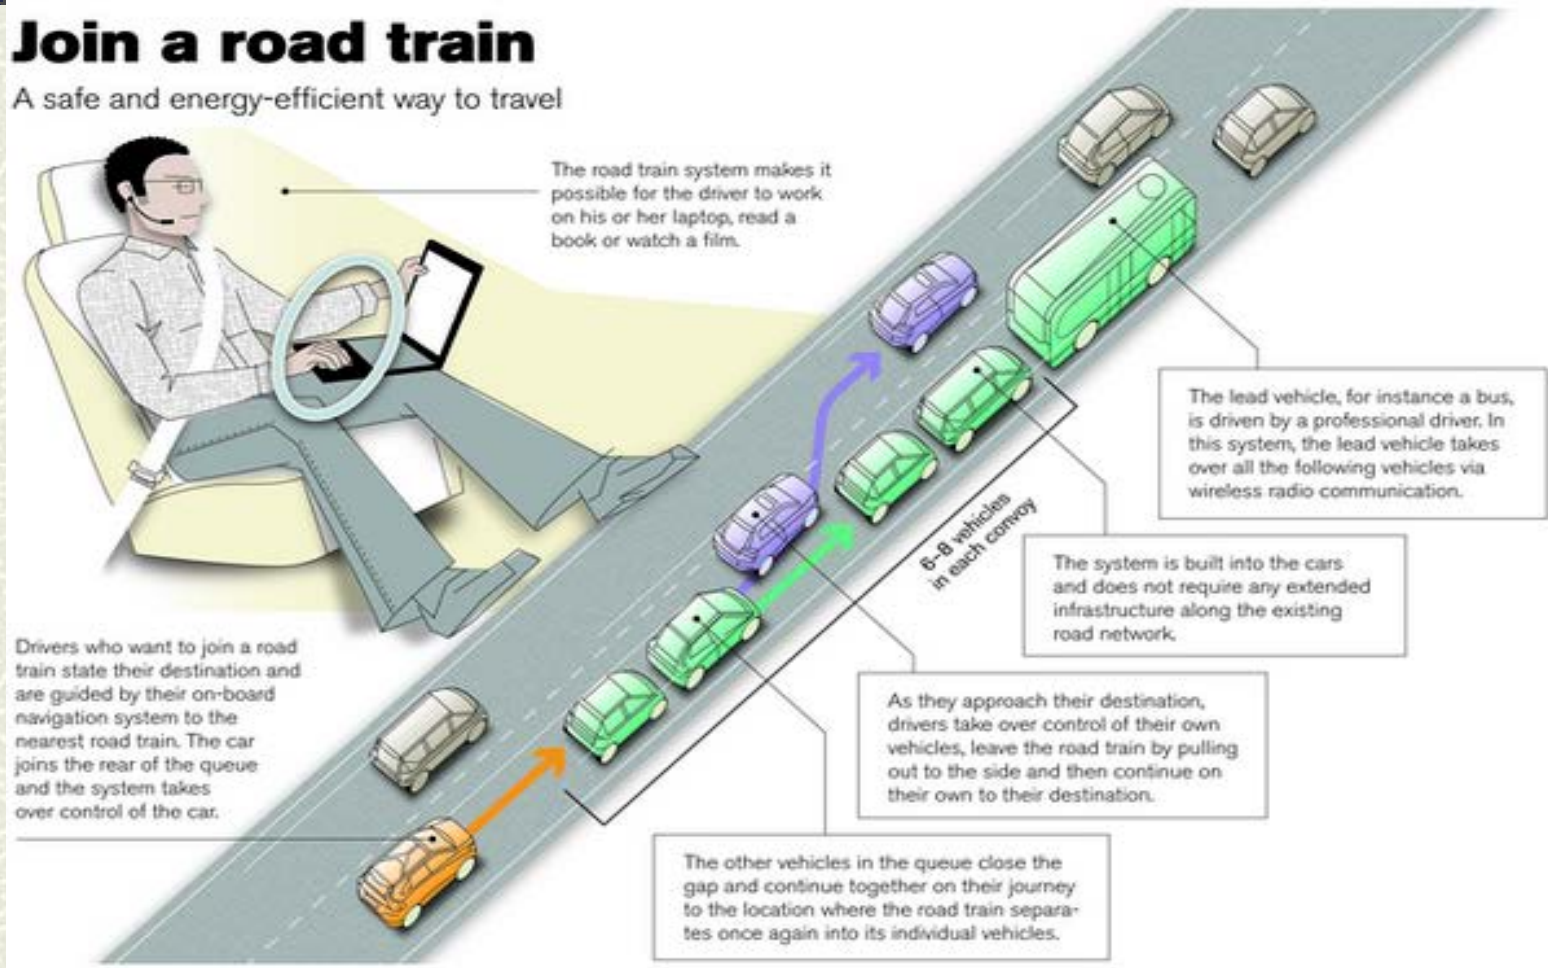 Join a road train
A safe and energy-efficient way to travel
The road train system makes it
possible for the driver to work
on his or her laptop, read a
book or watch a film.
The lead vehicle, for instance a bus,
is driven by a professional driver. In
this system, the lead vehicle takes
over all the following vehicles via
wireless radio communication.
6–8 vehicles
in each convoy
The system is built into the cars
and does not require any extended
infrastructure along the existing
road network.
Drivers who want to join a road
train state their destination and
are guided by their on-board
navigation system to the
nearest road train. The car
joins the rear of the queue
and the system takes
over control of the car.
As they approach their destination,
drivers take over control of their own
vehicles, leave the road train by pulling
out to the side and then continue on
their own to their destination.
The other vehicles in the queue close the
gap and continue together on their journey
to the location where the road train separa-
tes once again into its individual vehicles.